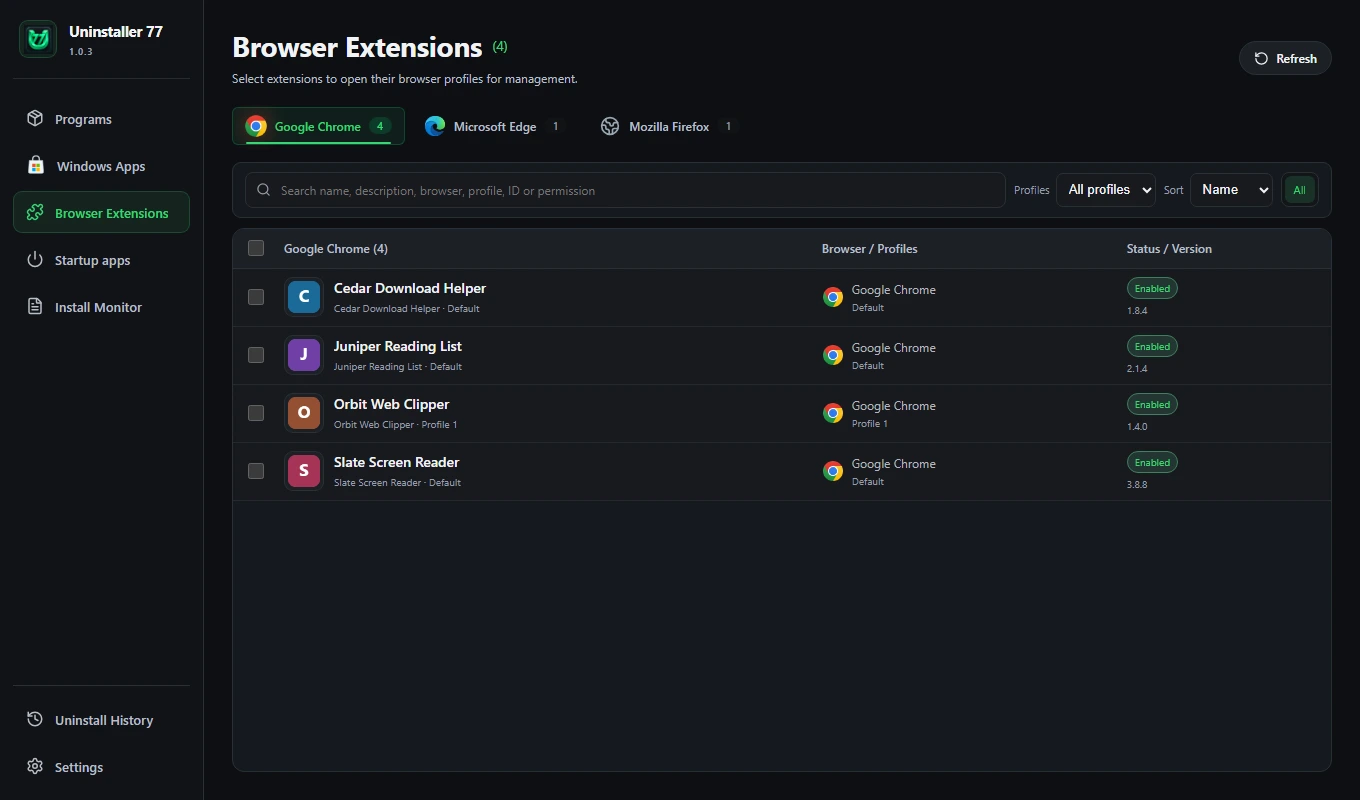 Uninstaller 77
1.0.3
Programs
Windows Apps
Browser Extensions
Startup apps
Install Monitor
Uninstall History
Settings
Browser Extensions (4)
Select extensions to open their browser profiles for management.
Refresh
Google Chrome 4
Microsoft Edge 1
Mozilla Firefox 1
Search name, description, browser, profile, ID or permission
Profiles All profiles Sort Name All
Google Chrome (4) Browser / Profiles Status / Version
C
Cedar Download Helper
Cedar Download Helper · Default
Google Chrome
Default
Enabled
1.8.4
J
Juniper Reading List
Juniper Reading List · Default
Google Chrome
Default
Enabled
2.1.4
O
Orbit Web Clipper
Orbit Web Clipper · Profile 1
Google Chrome
Profile 1
Enabled
1.4.0
S
Slate Screen Reader
Slate Screen Reader · Default
Google Chrome
Default
Enabled
3.8.8